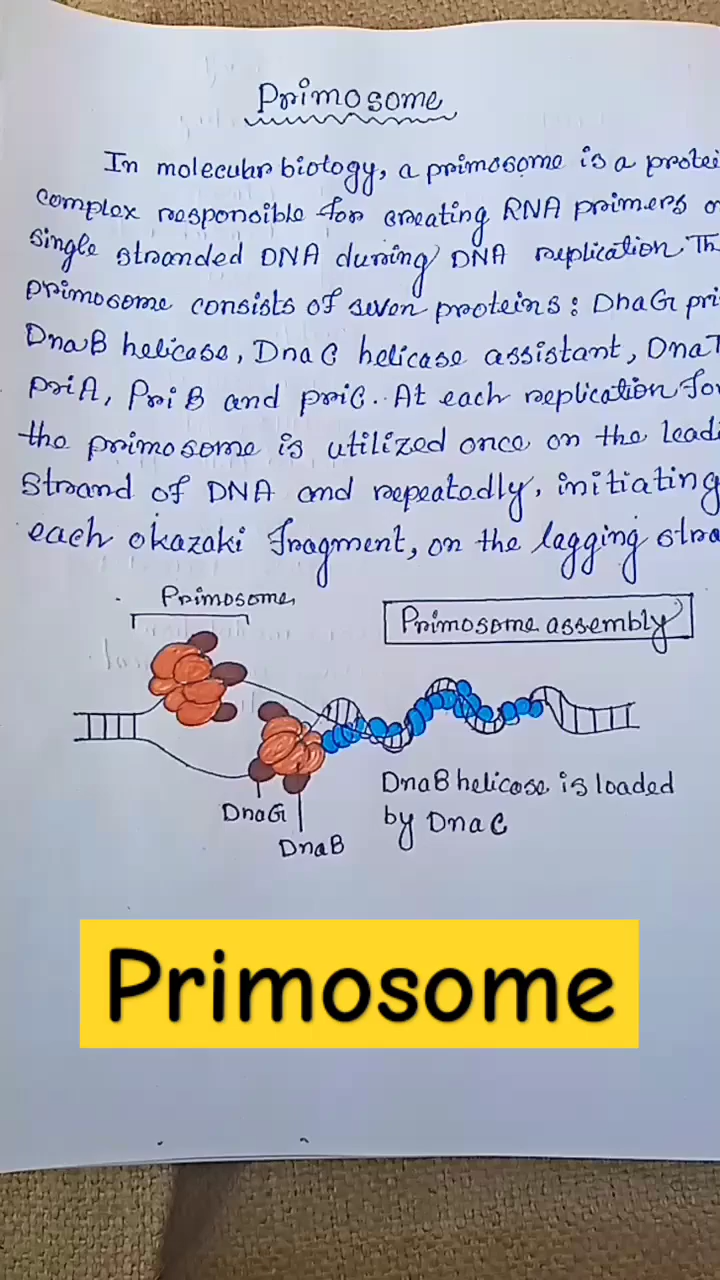 Primosome
In molecular biology, a primosome is a protei
complex responsible for creating RNA primers o
single stranded DNA during DNA replication Th
primosome consists of seven proteins: DnaG pri
DnaB helicase, DnaC helicase assistant, DnaT
priA, Pri B and priC. At each replication for
the primosome is utilized once on the leadi
strand of DNA and repeatedly, initiating
each okazaki fragment, on the lagging stra
Primosome
Primosome assembly
DnaB helicase is loaded
by DnaC
DnaG
DnaB
Primosome